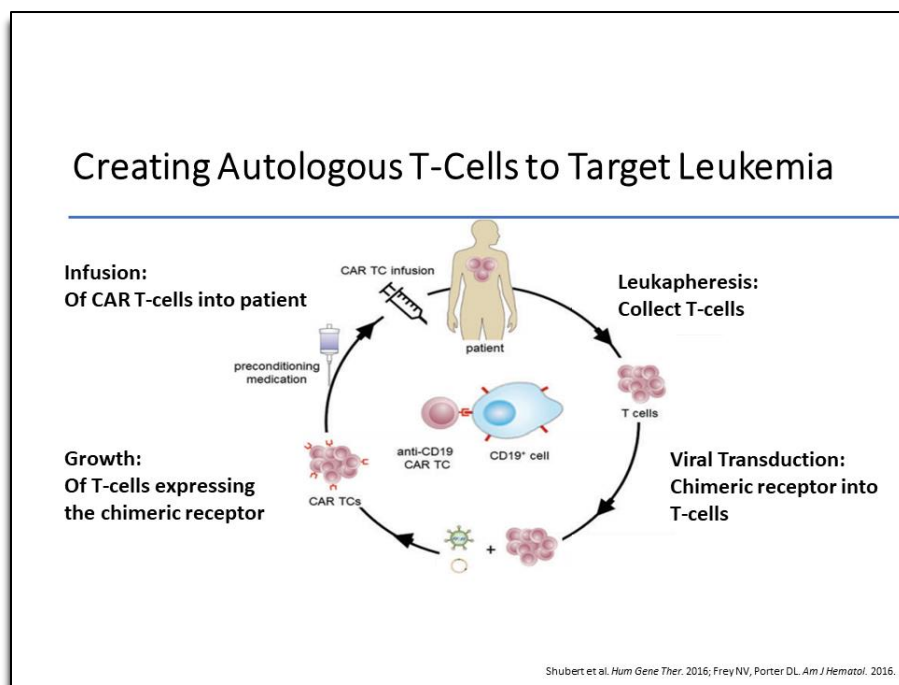 Creating Autologous T-Cells to Target Leukemia
Infusion:
Of CAR T-cells into patient
CAR TC infusion
patient
Leukapheresis:
Collect T-cells
T cells
preconditioning
medication
anti-CD19
CAR TC
CD19⁺ cell
Growth:
Of T-cells expressing
the chimeric receptor
CAR TCs
Viral Transduction:
Chimeric receptor into
T-cells
+
Shubert et al. Hum Gene Ther. 2016; Frey NV, Porter DL. Am J Hematol. 2016.